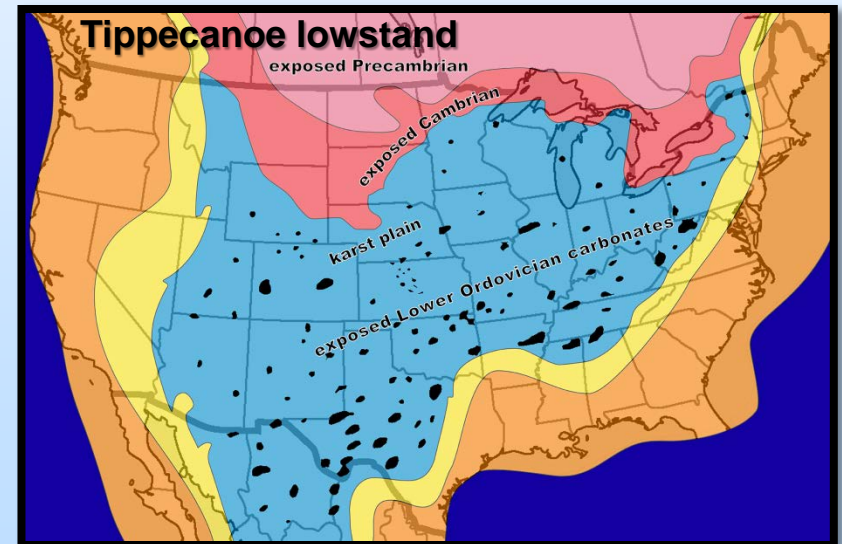 Tippecanoe lowstand
exposed Precambrian
exposed Cambrian
karst plain
exposed Lower Ordovician carbonates